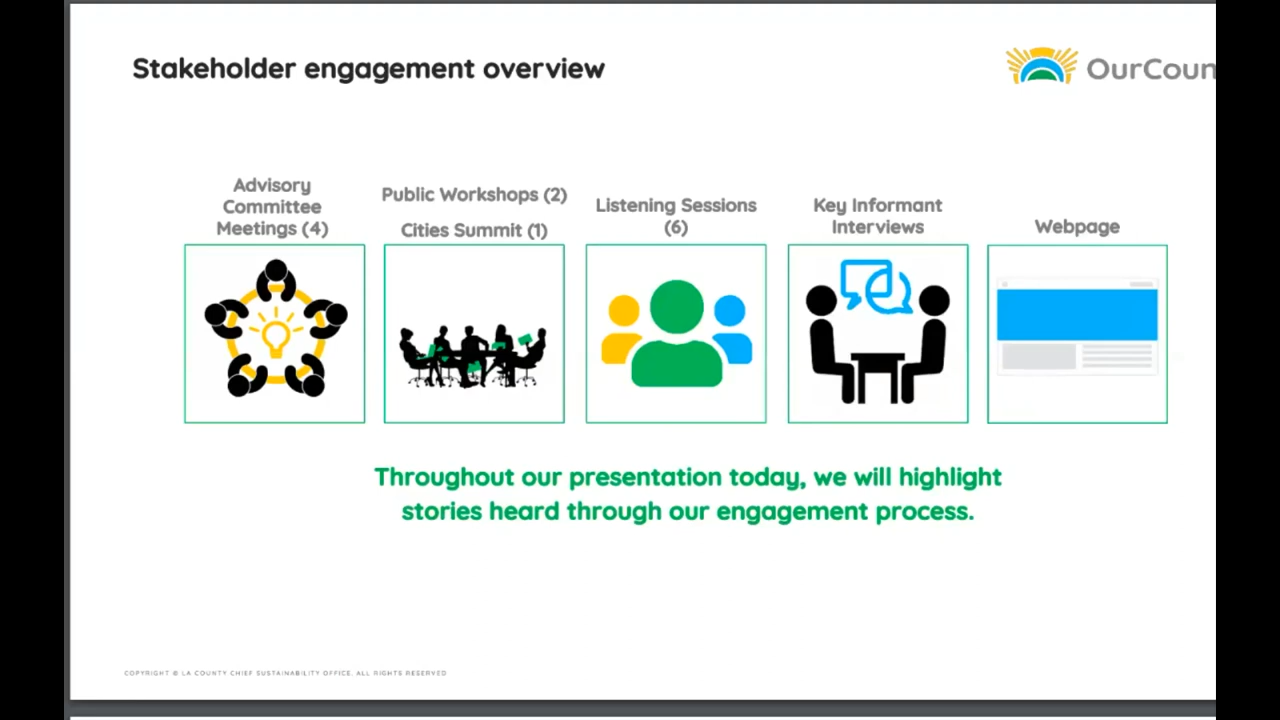 Stakeholder engagement overview
OurCoun
Advisory
Committee
Meetings (4)
Public Workshops (2)
Cities Summit (1)
Listening Sessions
(6)
Key Informant
Interviews
Webpage
Throughout our presentation today, we will highlight
stories heard through our engagement process.
COPYRIGHT © LA COUNTY CHIEF SUSTAINABILITY OFFICE. ALL RIGHTS RESERVED